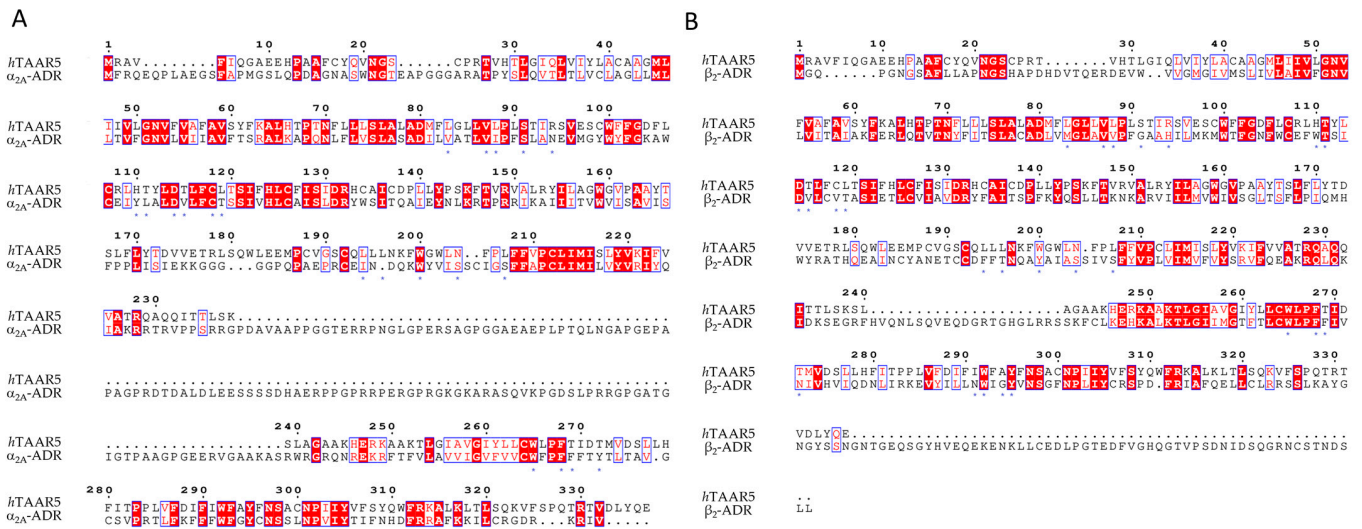 A
1 10 20 30 40
hTAAR5 MRAV........FIQGAEEHPAAFCYQVNGS......CPRTVHTLGIQLVIYLACAAGML
α2A-ADR MFRQEQPLAEGSFAPMGSLQPDAGNASWNGTEAPGGGARATPYSLQVTLTLVCLAGLLML
50 60 70 80 90 100
hTAAR5 IIVLGNVFVAFAVSYFKALHTPTNFLLLSLALADMFLGLLVLPLSTIRSVESCWFFGDFL
α2A-ADR LTVFGNVLVIIAVFTSRALKAPQNLFLVSLASADILVATLVIPFSLANEVMGYWYFGKAW
110 120 130 140 150 160
hTAAR5 CRLHTYLDTLFCLTSIFHLCFISIDRHCAICDPLLYPSKFTVRVALRYILAGWGVPAAYT
α2A-ADR CEIYLALDVLFCTSSIVHLCAISLDRYWSITQAIEYNLKRTPRRIKAIIITVWVISAVIS
170 180 190 200 210 220
hTAAR5 SLFLYTDVVETRLSQWLEEMPCVGSCQLLLNKFWGWLN..FPLFFVPCLIMISLYVKIFV
α2A-ADR FPPLISIEKKGGG...GGPQPAEPRCEIN.DQKWYVISSCIGSFFAPCLIMILVYVRIYQ
230
hTAAR5 VATRQAQQITTLSK..............................................
α2A-ADR IAKRRTRVPPSRRGPDAVAAPPGGTERRPNGLGPERSAGPGGAEAEPLPTQLNGAPGEPA
hTAAR5 ............................................................
α2A-ADR PAGPRDTDALDLEESSSSDHAERPPGPRRPERGPRGKGKARASQVKPGDSLPRRGPGATG
240 250 260 270
hTAAR5 ...................SLAGAAKHERKAAKTLGIAVGIYLLCWLPFTIDTMVDSLLH
α2A-ADR IGTPAAGPGEERVGAAKASRWRGRQNREKRFTFVLAVVIGVFVVCWFPFFFTYTLTAV.G
280 290 300 310 320 330
hTAAR5 FITPPLVFDIFIWFAYFNSACNPIIYVFSYQWFRKALKLTLSQKVFSPQTRTVDLYQE
α2A-ADR CSVPRTLFKFFFWFGYCNSSLNPVIYTIFNHDFRRAFKKILCRGDR...KRIV.....
B
1 10 20 30 40 50
hTAAR5 MRAVFIQGAEEHPAAFCYQVNGSCPRT.......VHTLGIQLVIYLACAAGMLIIVLGNV
β2-ADR MGQ......PGNGSAFLLAPNGSHAPDHDVTQERDEVW..VVGMGIVMSLIVLAIVFGNV
60 70 80 90 100 110
hTAAR5 FVAFAVSYFKALHTPTNFLLLSLALADMFLGLLVLPLSTIRSVESCWFFGDFLCRLHTYL
β2-ADR LVITAIAKFERLQTVTNYFITSLACADLVMGLAVVPFGAAHILMKMWTFGNFWCEFWTSI
120 130 140 150 160 170
hTAAR5 DTLFCLTSIFHLCFISIDRHCAICDPLLYPSKFTVRVALRYILAGWGVPAAYTSLFLYTD
β2-ADR DVLCVTASIETLCVIAVDRYFAITSPFKYQSLLTKNKARVIILMVWIVSGLTSFLPIQMH
180 190 200 210 220 230
hTAAR5 VVETRLSQWLEEMPCVGSCQLLLNKFWGWLN.FPLFFVPCLIMISLYVKIFVVATRQAQQ
β2-ADR WYRATHQEAINCYANETCCDFFTNQAYAIASSIVSFYVPLVIMVFVYSRVFQEAKRQLQK
240 250 260 270
hTAAR5 ITTLSKSL.....................AGAAKHERKAAKTLGIAVGIYLLCWLPFTID
β2-ADR IDKSEGRFHVQNLSQVEQDGRTGHGLRRSSKFCLKEHKALKTLGIIMGTFTLCWLPFFIV
280 290 300 310 320 330
hTAAR5 TMVDSLLHFITPPLVFDIFIWFAYFNSACNPIIYVFSYQWFRKALKLTLSQKVFSPQTRT
β2-ADR NIVHVIQDNLIRKEVYILLNWIGYVNSGFNPLIYCRSPD.FRIAFQELLCLRRSSLKAYG
hTAAR5 VDLYQE......................................................
β2-ADR NGYSSNGNTGEQSGYHVEQEKENKLLCEDLPGTEDFVGHQGTVPSDNIDSQGRNCSTNDS
hTAAR5 ..
β2-ADR LL